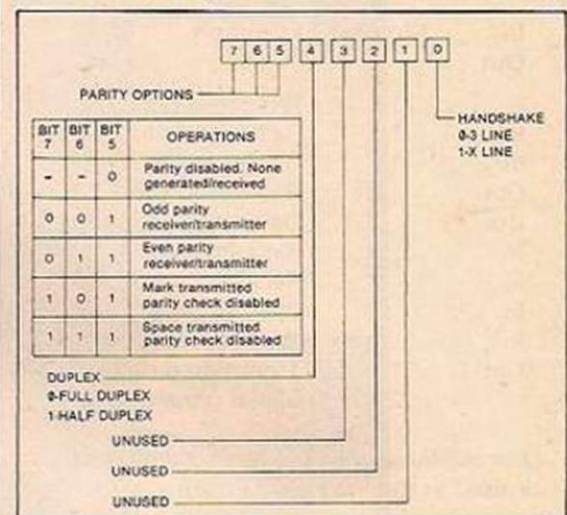 7 6 5 4 3 2 1 0
PARITY OPTIONS
HANDSHAKE
0-3 LINE
1-X LINE
BIT 7 BIT 6 BIT 5 OPERATIONS
- - 0 Parity disabled. None
generated/received
0 0 1 Odd parity
receiver/transmitter
0 1 1 Even parity
receiver/transmitter
1 0 1 Mark transmitted
parity check disabled
1 1 1 Space transmitted
parity check disabled
DUPLEX
0-FULL DUPLEX
1-HALF DUPLEX
UNUSED
UNUSED
UNUSED